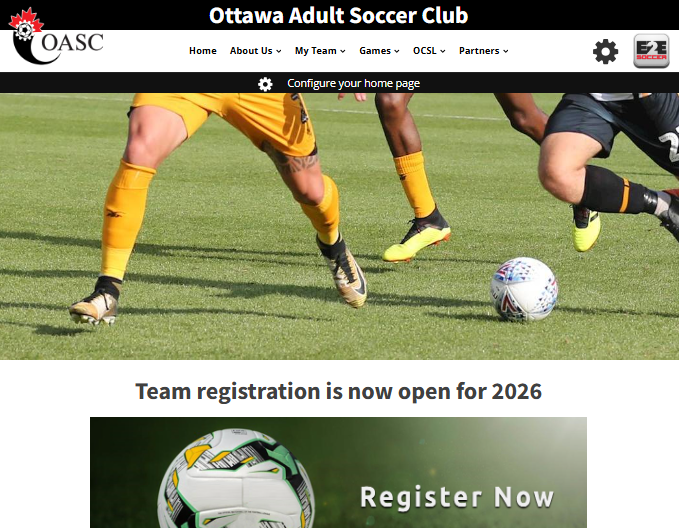 Ottawa Adult Soccer Club
OASC
Home About Us My Team Games OCSL Partners
E2E
SOCCER
Configure your home page
2
Team registration is now open for 2026
Register Now